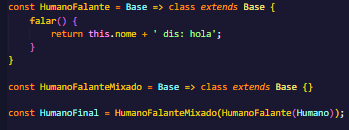 const HumanoFalante = Base => class extends Base {
falar() {
return this.nome + ' dis: hola';
}
}
const HumanoFalanteMixado = Base => class extends Base {}
const HumanoFinal = HumanoFalanteMixado(HumanoFalante(Humano));